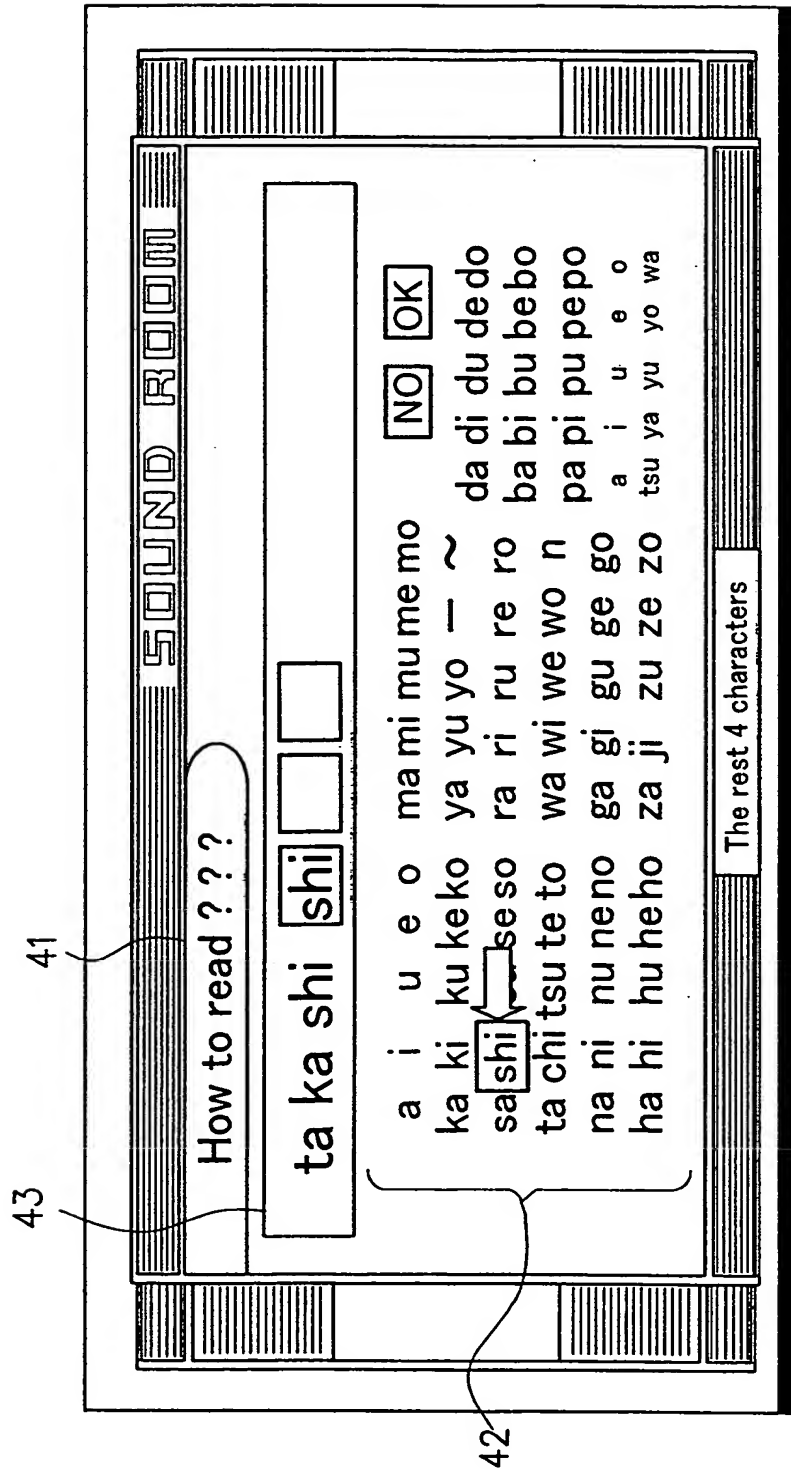 SOUND ROOM
How to read ? ? ?
ta ka shi shi
NO OK
a i u e o ma mi mu me mo
ka ki ku ke ko ya yu yo — ~ da di du de do
sa shi se so ra ri ru re ro ba bi bu be bo
ta chi tsu te to wa wi we wo n pa pi pu pe po
na ni nu ne no ga gi gu ge go a i u e o
ha hi hu he ho za ji zu ze zo tsu ya yu yo wa
The rest 4 characters
41
43
42